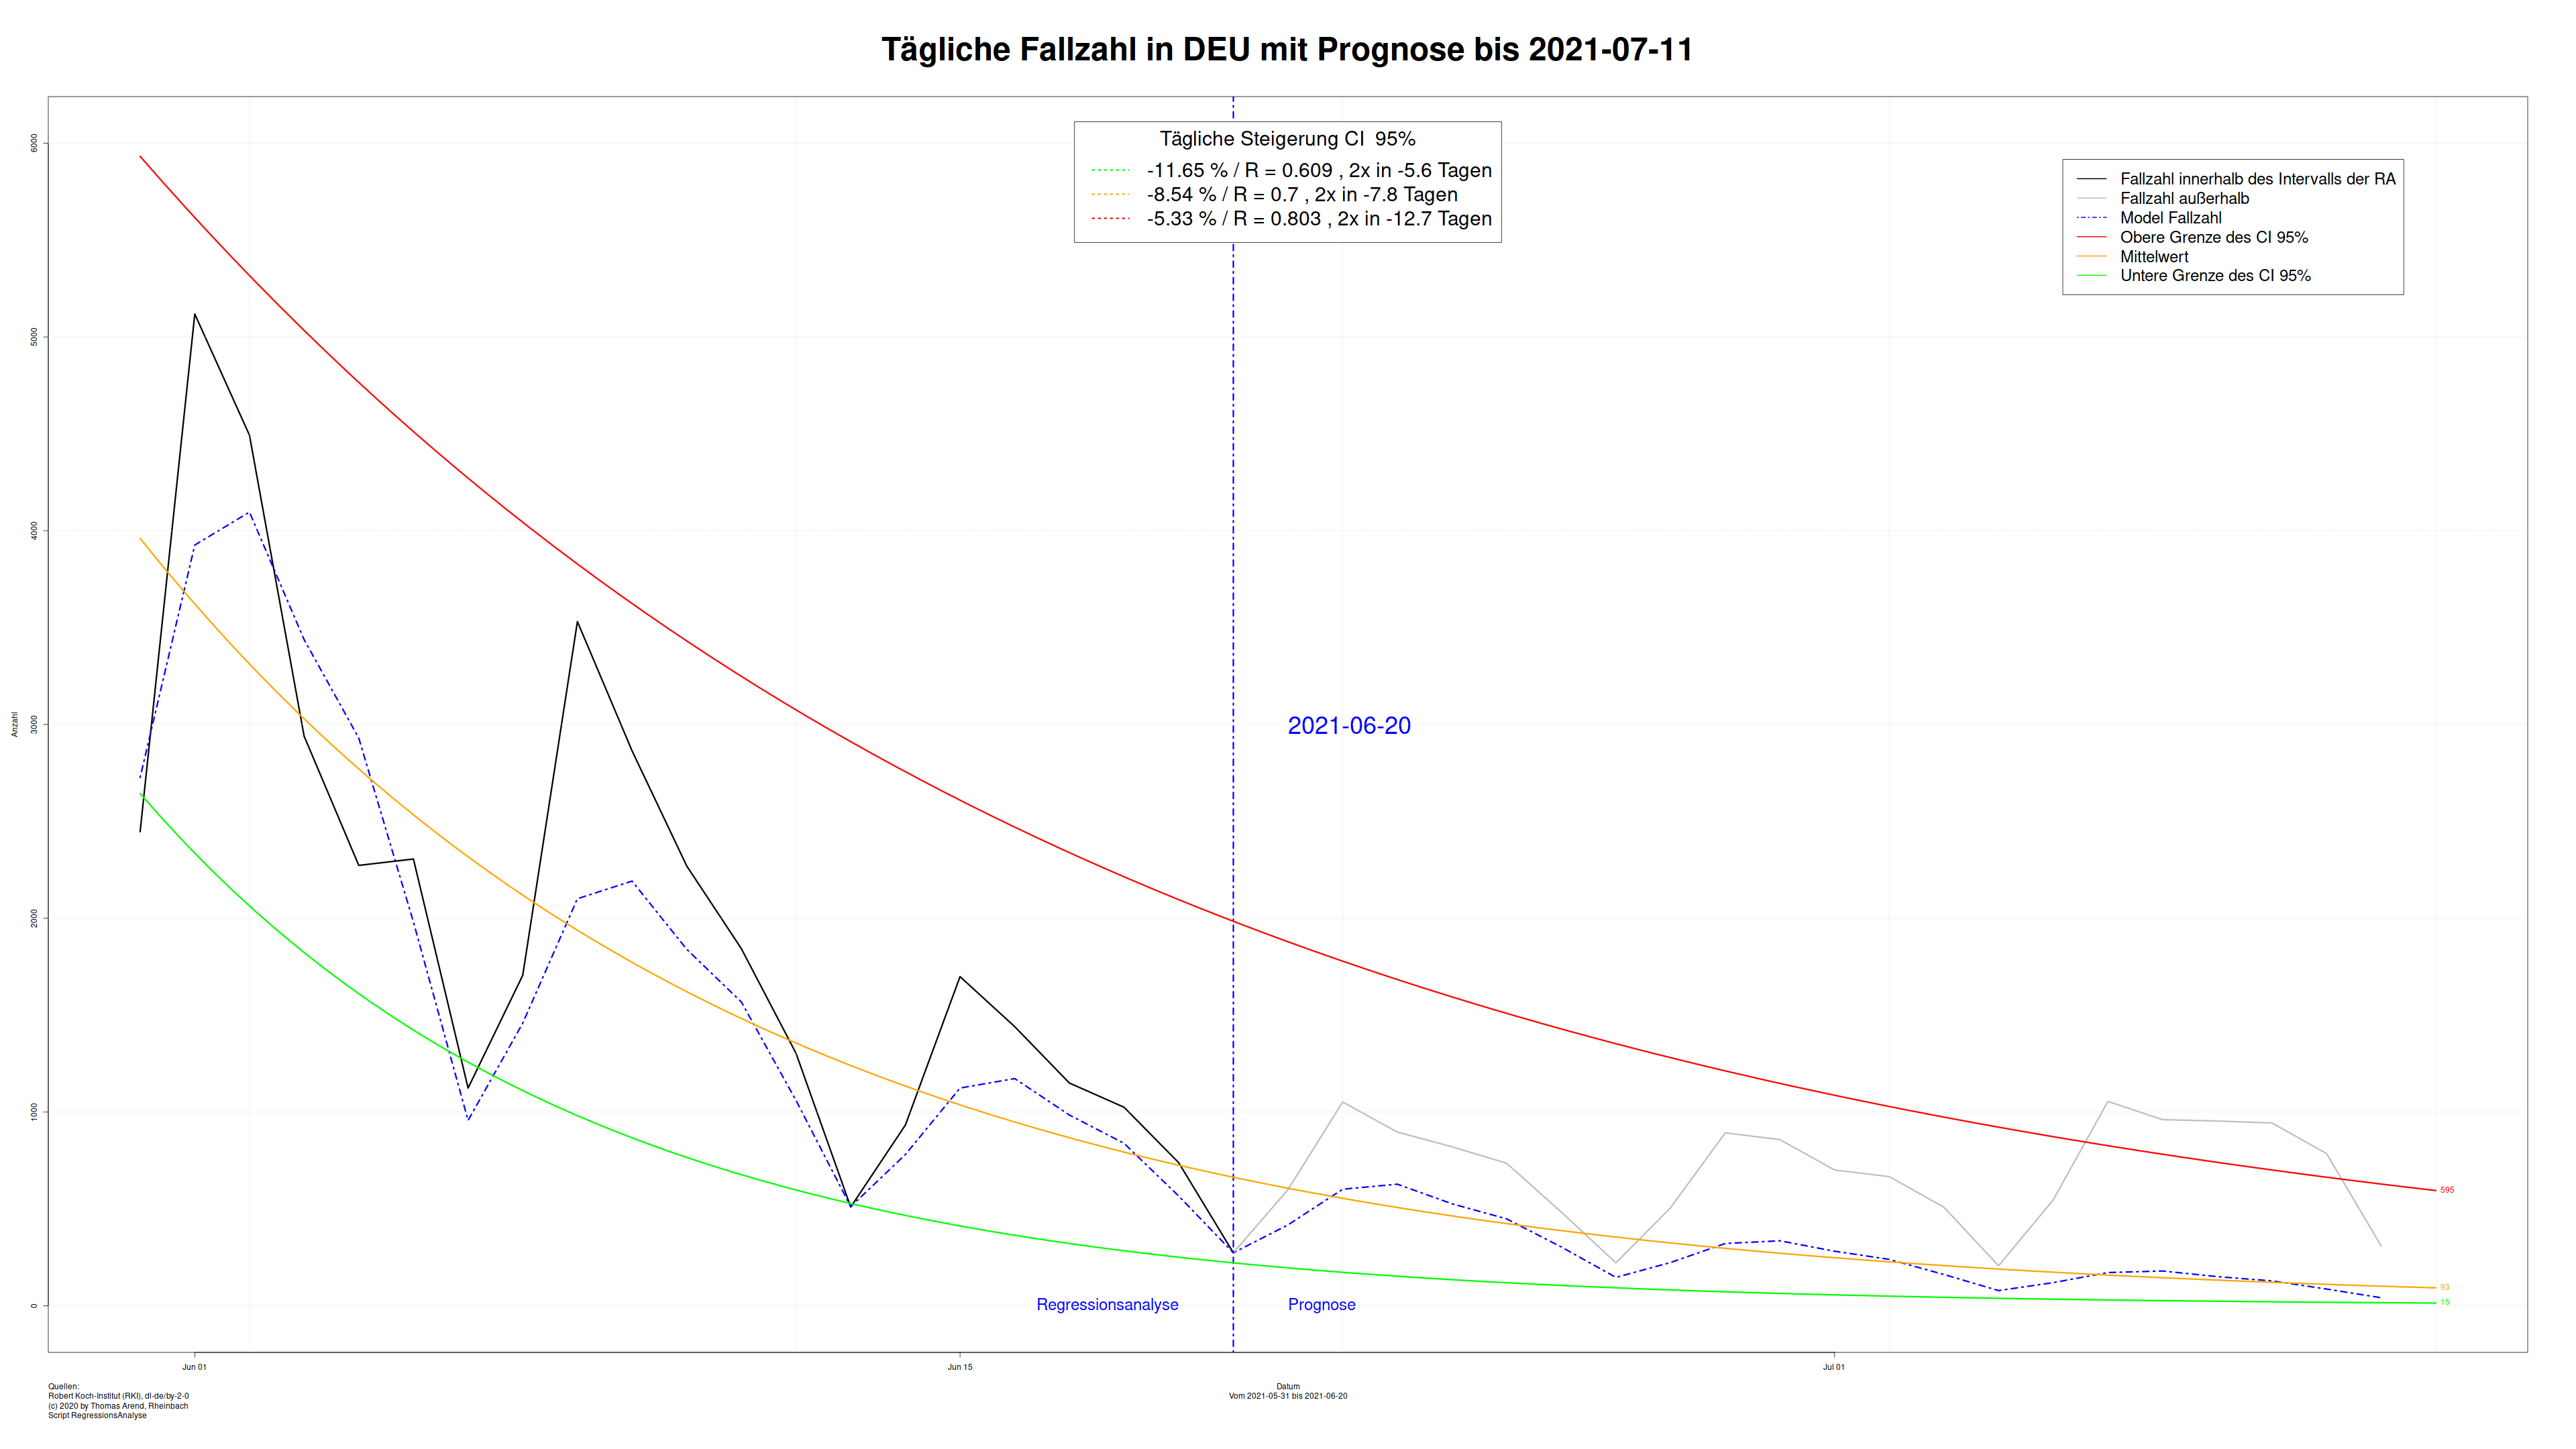 Tägliche Fallzahl in DEU mit Prognose bis 2021-07-11
Tägliche Steigerung CI  95%
-11.65 % / R = 0.609 , 2x in -5.6 Tagen
-8.54 % / R = 0.7 , 2x in -7.8 Tagen
-5.33 % / R = 0.803 , 2x in -12.7 Tagen
Fallzahl innerhalb des Intervalls der RA
Fallzahl außerhalb
Model Fallzahl
Obere Grenze des CI 95%
Mittelwert
Untere Grenze des CI 95%
6000
5000
4000
3000
2000
1000
0
Anzahl
2021-06-20
595
93
15
Regressionsanalyse
Prognose
Jun 01
Jun 15
Jul 01
Datum
Vom 2021-05-31 bis 2021-06-20
Quellen:
Robert Koch-Institut (RKI), dl-de/by-2-0
(c) 2020 by Thomas Arend, Rheinbach
Script RegressionsAnalyse